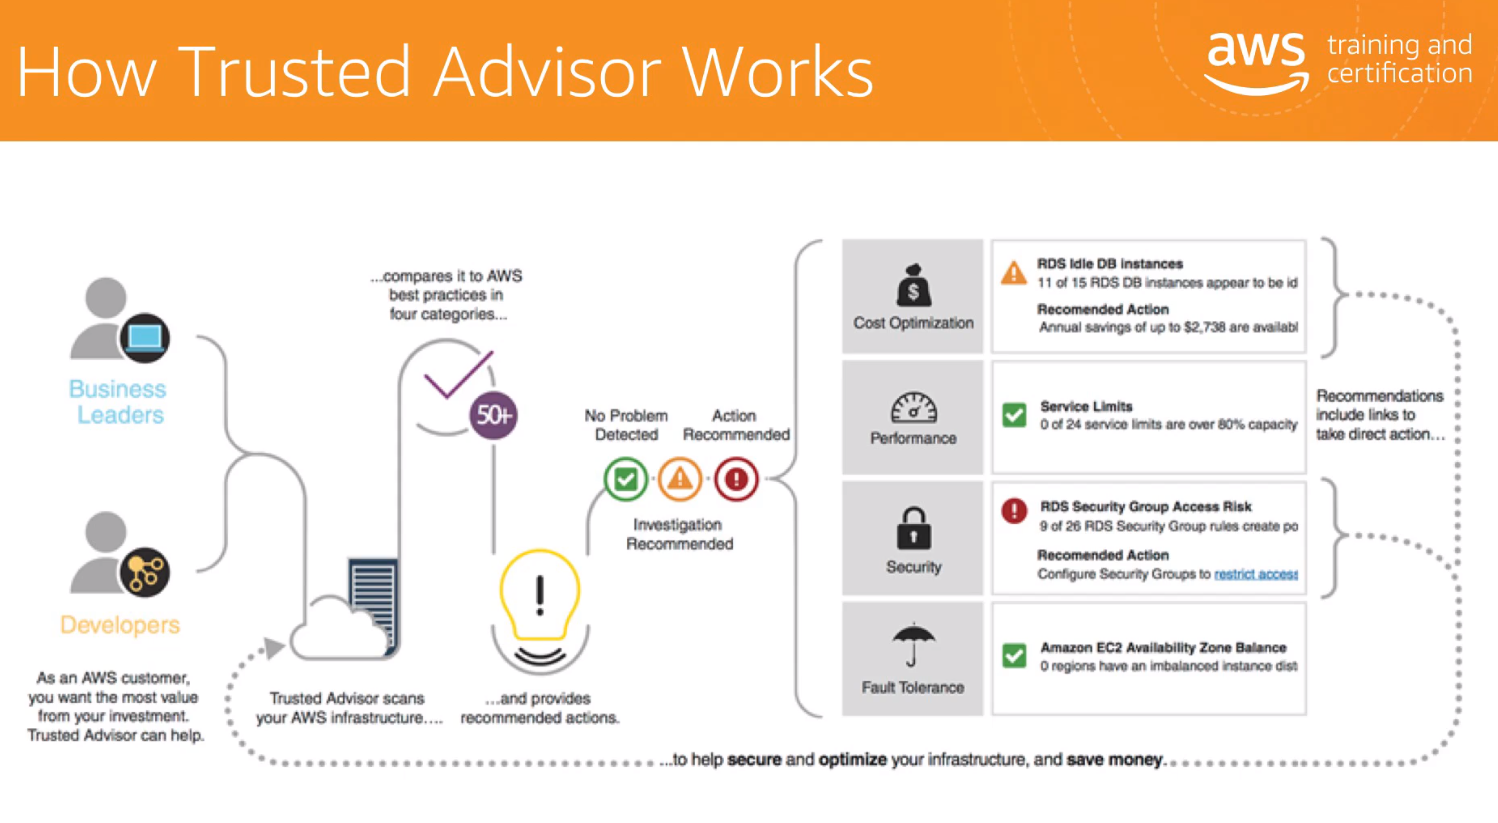 How Trusted Advisor Works
aws training and
certification
Business
Leaders
Developers
As an AWS customer,
you want the most value
from your investment.
Trusted Advisor can help.
Trusted Advisor scans
your AWS infrastructure....
...compares it to AWS
best practices in
four categories...
50+
...and provides
recommended actions.
No Problem
Detected
Action
Recommended
Investigation
Recommended
$
Cost Optimization
RDS Idle DB instances
11 of 15 RDS DB instances appear to be id
Recomended Action
Annual savings of up to $2,738 are availabl
Performance
Service Limits
0 of 24 service limits are over 80% capacity
Security
RDS Security Group Access Risk
9 of 26 RDS Security Group rules create po
Recomended Action
Configure Security Groups to restrict access
Fault Tolerance
Amazon EC2 Availability Zone Balance
0 regions have an imbalanced instance dist
Recommendations
include links to
take direct action...
...to help secure and optimize your infrastructure, and save money.